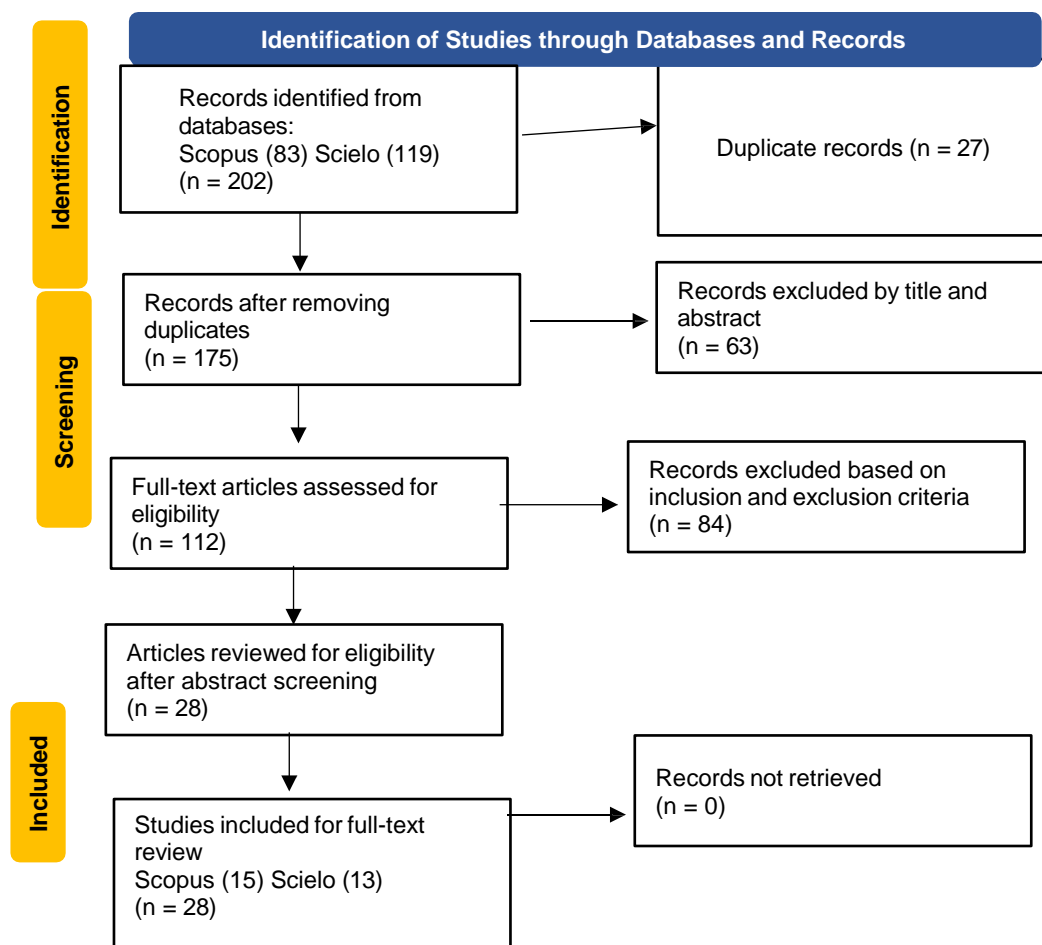 Identification of Studies through Databases and Records
Identification
Records identified from
databases:
Scopus (83) Scielo (119)
(n = 202)
Duplicate records (n = 27)
Screening
Records after removing
duplicates
(n = 175)
Records excluded by title and
abstract
(n = 63)
Full-text articles assessed for
eligibility
(n = 112)
Records excluded based on
inclusion and exclusion criteria
(n = 84)
Articles reviewed for eligibility
after abstract screening
(n = 28)
Included
Studies included for full-text
review
Scopus (15) Scielo (13)
(n = 28)
Records not retrieved
(n = 0)